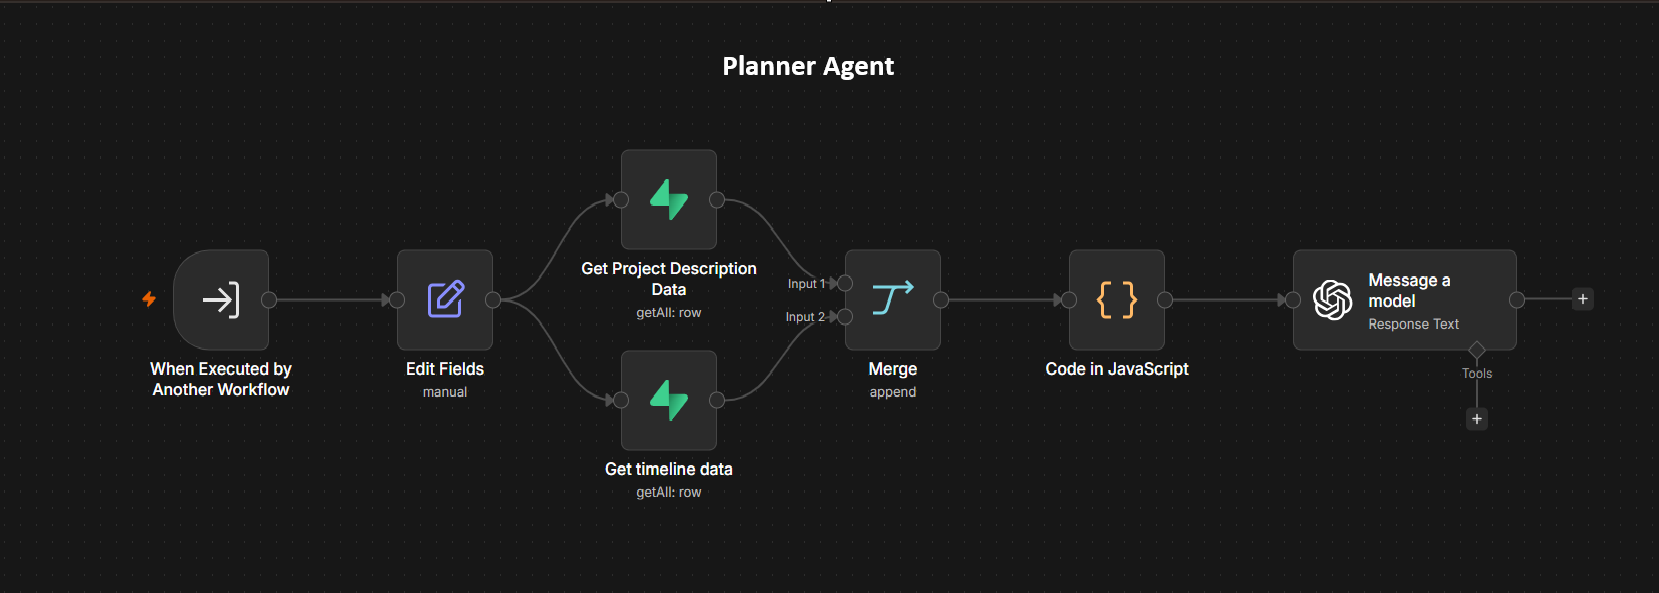 Planner Agent
Get Project Description
Data
getAll: row
Input 1
Input 2
When Executed by
Another Workflow
Edit Fields
manual
Get timeline data
getAll: row
Merge
append
Code in JavaScript
Message a
model
Response Text
Tools